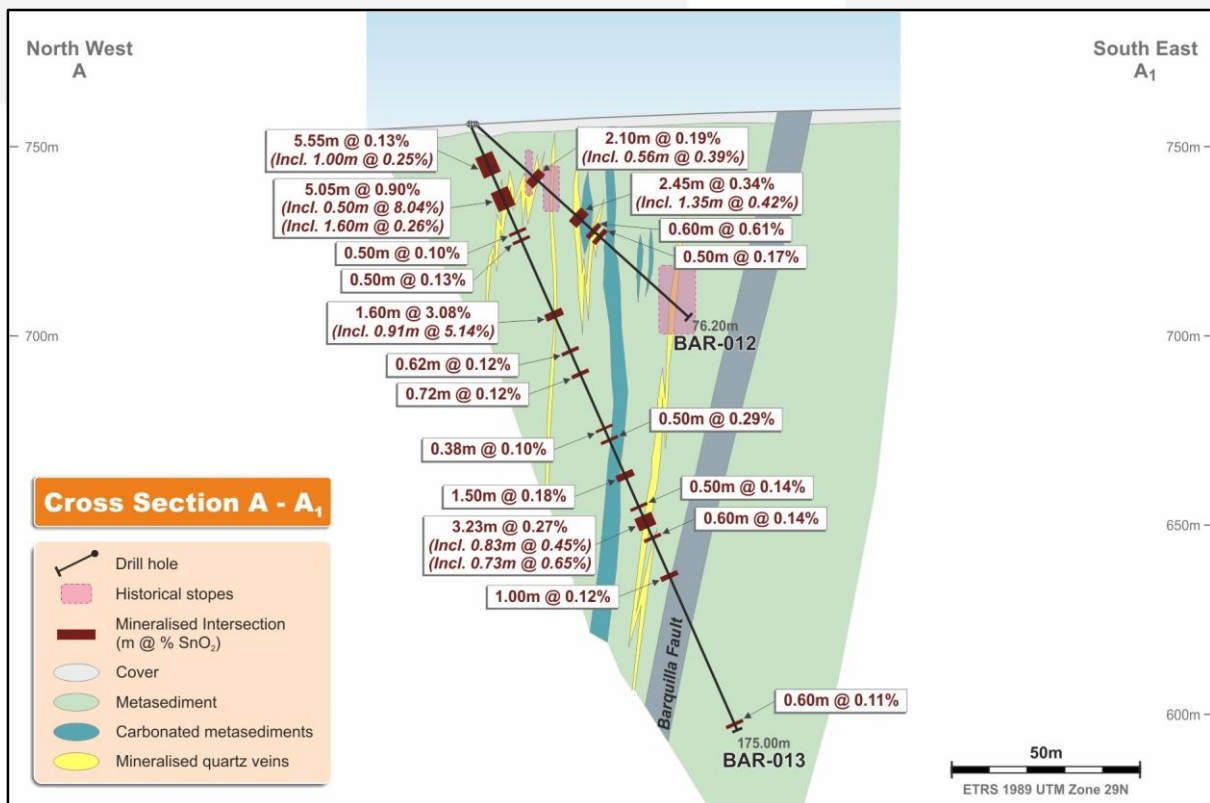 North West
A
South East
A1
750m
700m
750m
700m
650m
600m
5.55m @ 0.13%
(Incl. 1.00m @ 0.25%)
5.05m @ 0.90%
(Incl. 0.50m @ 8.04%)
(Incl. 1.60m @ 0.26%)
0.50m @ 0.10%
0.50m @ 0.13%
1.60m @ 3.08%
(Incl. 0.91m @ 5.14%)
0.62m @ 0.12%
0.72m @ 0.12%
0.38m @ 0.10%
1.50m @ 0.18%
3.23m @ 0.27%
(Incl. 0.83m @ 0.45%)
(Incl. 0.73m @ 0.65%)
1.00m @ 0.12%
2.10m @ 0.19%
(Incl. 0.56m @ 0.39%)
2.45m @ 0.34%
(Incl. 1.35m @ 0.42%)
0.60m @ 0.61%
0.50m @ 0.17%
76.20m
BAR-012
0.50m @ 0.29%
0.50m @ 0.14%
0.60m @ 0.14%
Barquilla Fault
0.60m @ 0.11%
175.00m
BAR-013
Cross Section A - A1
Drill hole
Historical stopes
Mineralised Intersection
(m @ % SnO₂)
Cover
Metasediment
Carbonated metasediments
Mineralised quartz veins
50m
ETRS 1989 UTM Zone 29N